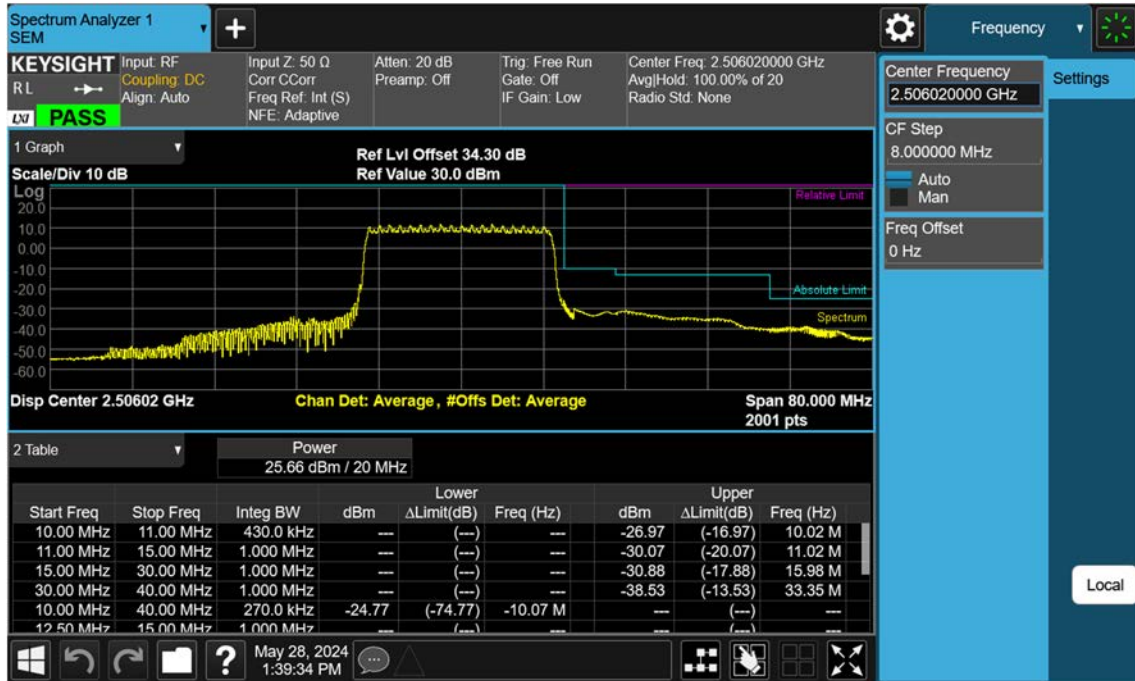 Spectrum Analyzer 1
SEM
Frequency
KEYSIGHT
R L
LXI PASS
Input: RF
Coupling: DC
Align: Auto
Input Z: 50 Ω
Corr CCorr
Freq Ref: Int (S)
NFE: Adaptive
Atten: 20 dB
Preamp: Off
Trig: Free Run
Gate: Off
IF Gain: Low
Center Freq: 2.506020000 GHz
Avg|Hold: 100.00% of 20
Radio Std: None
Center Frequency
2.506020000 GHz
Settings
CF Step
8.000000 MHz
Auto
Man
Freq Offset
0 Hz
Local
1 Graph
Scale/Div 10 dB
Ref Lvl Offset 34.30 dB
Ref Value 30.0 dBm
Log
20.0
10.0
0.00
-10.0
-20.0
-30.0
-40.0
-50.0
-60.0
Relative Limit
Absolute Limit
Spectrum
Disp Center 2.50602 GHz
Chan Det: Average, #Offs Det: Average
Span 80.000 MHz
2001 pts
2 Table
Power
25.66 dBm / 20 MHz
Lower Upper
Start Freq Stop Freq Integ BW dBm ΔLimit(dB) Freq (Hz) dBm ΔLimit(dB) Freq (Hz)
10.00 MHz 11.00 MHz 430.0 kHz --- (---) --- -26.97 (-16.97) 10.02 M
11.00 MHz 15.00 MHz 1.000 MHz --- (---) --- -30.07 (-20.07) 11.02 M
15.00 MHz 30.00 MHz 1.000 MHz --- (---) --- -30.88 (-17.88) 15.98 M
30.00 MHz 40.00 MHz 1.000 MHz --- (---) --- -38.53 (-13.53) 33.35 M
10.00 MHz 40.00 MHz 270.0 kHz -24.77 (-74.77) -10.07 M --- (---) ---
12.50 MHz 15.00 MHz 1.000 MHz --- (---) --- --- (---) ---
?
May 28, 2024
1:39:34 PM